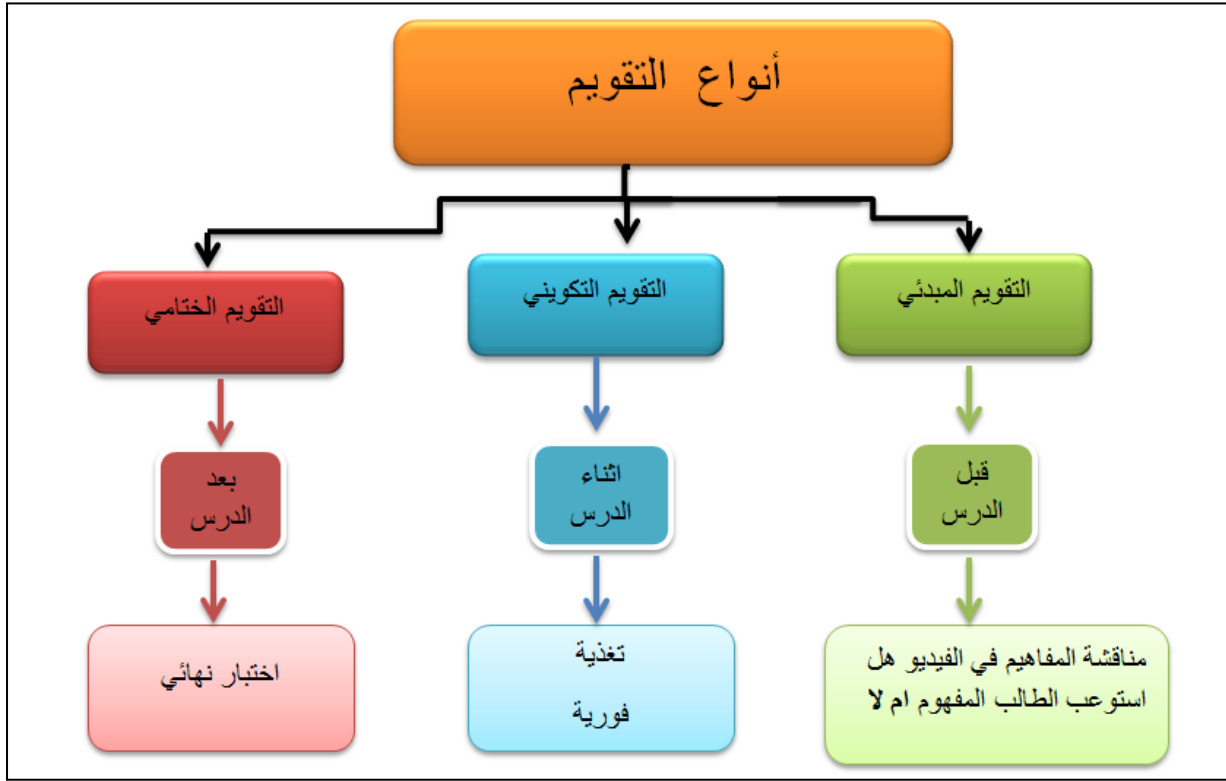 أنواع التقويم
التقويم المبدئي
التقويم التكويني
التقويم الختامي
قبل
الدرس
اثناء
الدرس
بعد
الدرس
مناقشة المفاهيم في الفيديو هل
استوعب الطالب المفهوم ام لا
تغذية
فورية
اختبار نهائي